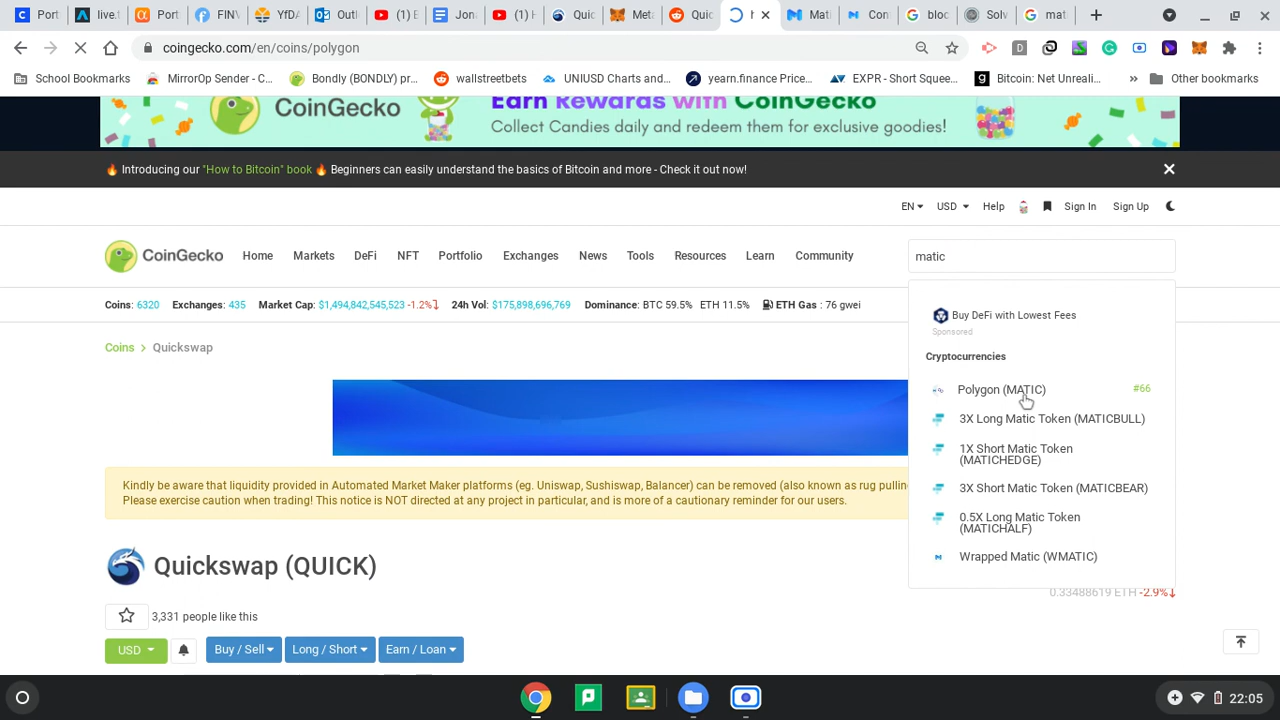 Port
live.t
Port
FIN\
YfDA
Outl
(1) E
Jona
(1) H
Quic
Meta
Quic
Mati
Con
bloc
Solv
mat
coingecko.com/en/coins/polygon
School Bookmarks
MirrorOp Sender - C...
Bondly (BONDLY) pr...
wallstreetbets
UNIUSD Charts and...
yearn.finance Price...
EXPR - Short Squee...
Bitcoin: Net Unreali...
»
Other bookmarks
CoinGecko
Earn Rewards with CoinGecko
Collect Candies daily and redeem them for exclusive goodies!
Introducing our "How to Bitcoin" book Beginners can easily understand the basics of Bitcoin and more - Check it out now!
EN USD Help Sign In Sign Up
CoinGecko
Home Markets DeFi NFT Portfolio Exchanges News Tools Resources Learn Community
matic
Coins: 6320 Exchanges: 435 Market Cap: $1,494,842,545,523 -1.2% 24h Vol: $175,898,696,769 Dominance: BTC 59.5% ETH 11.5% ETH Gas : 76 gwei
Buy DeFi with Lowest Fees
Sponsored
Cryptocurrencies
Polygon (MATIC) #66
3X Long Matic Token (MATICBULL)
1X Short Matic Token
(MATICHEDGE)
3X Short Matic Token (MATICBEAR)
0.5X Long Matic Token
(MATICHALF)
Wrapped Matic (WMATIC)
Coins > Quickswap
Kindly be aware that liquidity provided in Automated Market Maker platforms (eg. Uniswap, Sushiswap, Balancer) can be removed (also known as rug pulling
Please exercise caution when trading! This notice is NOT directed at any project in particular, and is more of a cautionary reminder for our users.
Quickswap (QUICK)
0.33488619 ETH -2.9%
3,331 people like this
USD
Buy / Sell
Long / Short
Earn / Loan
22:05